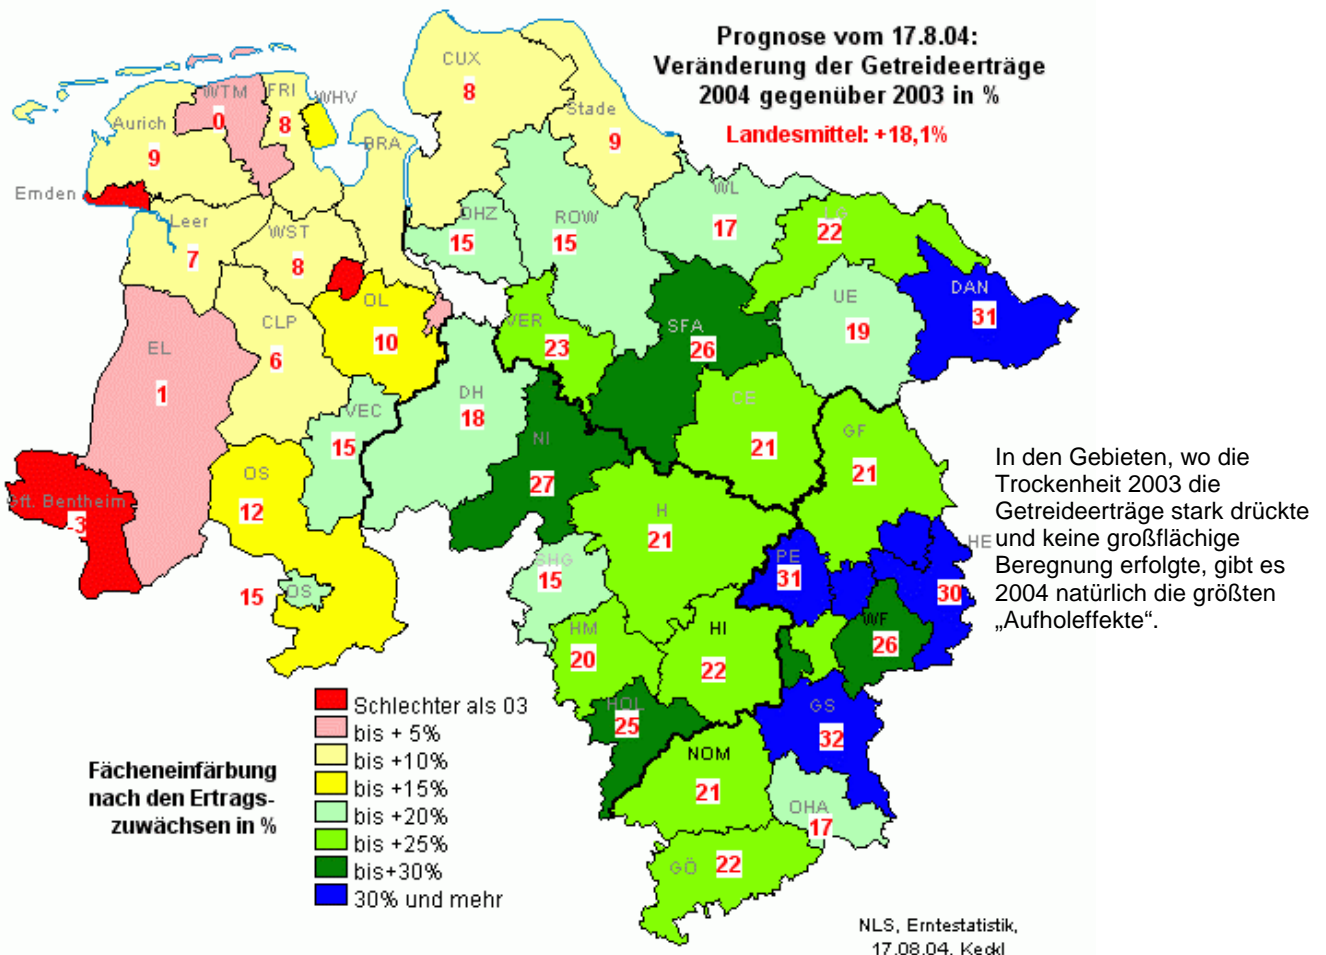 Prognose vom 17.8.04:
Veränderung der Getreideerträge
2004 gegenüber 2003 in %
Landesmittel: +18,1%
CUX
8
WTM
0
FRI
8
WHV
Aurich
9
Stade
9
BRA
Emden
Leer
7
WST
8
OHZ
15
ROW
15
WL
17
LG
22
DAN
31
UE
19
OL
10
CLP
6
EL
1
VER
23
SFA
26
DH
18
VEC
15
CE
21
GF
21
NI
27
OS
12
Gft. Bentheim
-3
H
21
In den Gebieten, wo die
Trockenheit 2003 die
Getreideerträge stark drückte
und keine großflächige
Beregnung erfolgte, gibt es
2004 natürlich die größten
„Aufholeffekte“.
HE
30
PE
31
SHG
15
15
OS
WF
26
HM
20
HI
22
HOL
25
GS
32
NOM
21
OHA
17
GÖ
22
Fächeneinfärbung
nach den Ertrags-
zuwächsen in %
Schlechter als 03
bis + 5%
bis +10%
bis +15%
bis +20%
bis +25%
bis+30%
30% und mehr
NLS, Erntestatistik,
17.08.04, Keckl